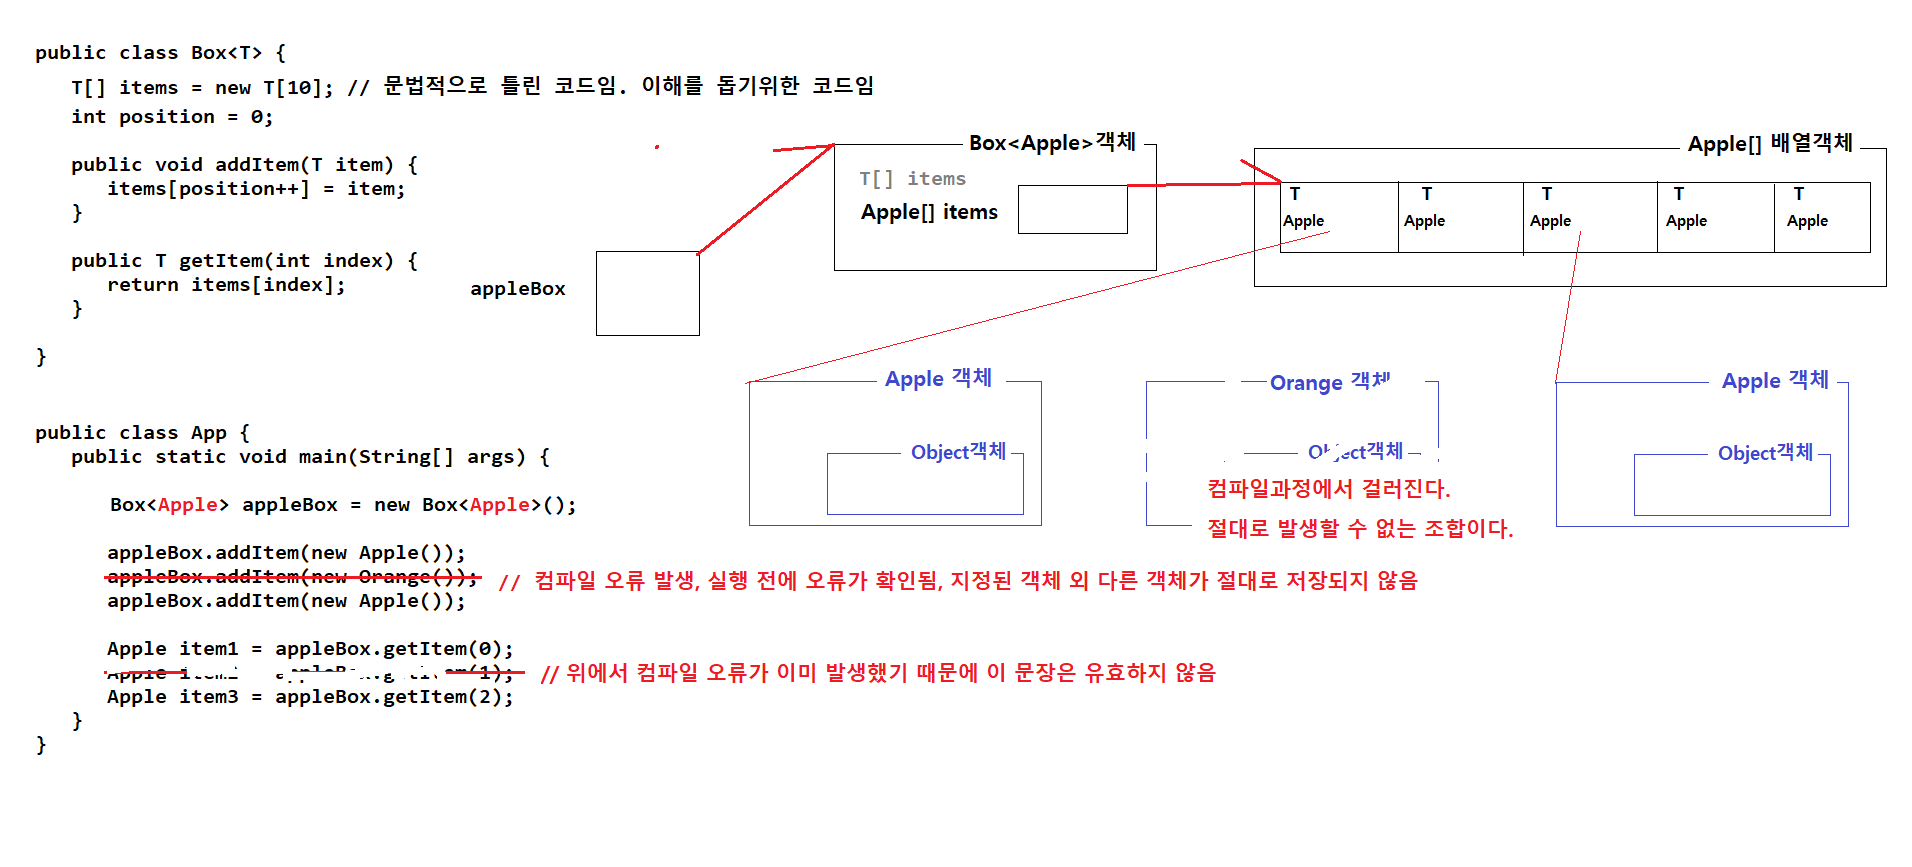 public class Box<T> {
T[] items = new T[10]; // 문법적으로 틀린 코드임. 이해를 돕기위한 코드임
int position = 0;
public void addItem(T item) {
items[position++] = item;
}
public T getItem(int index) {
return items[index];
}
}
appleBox
Box<Apple>객체
T[] items
Apple[] items
Apple[] 배열객체
T T T T T
Apple Apple Apple Apple Apple
Apple 객체
Object객체
Orange 객체
Object객체
컴파일과정에서 걸러진다.
절대로 발생할 수 없는 조합이다.
Apple 객체
Object객체
public class App {
public static void main(String[] args) {
Box<Apple> appleBox = new Box<Apple>();
appleBox.addItem(new Apple());
appleBox.addItem(new Orange()); // 컴파일 오류 발생, 실행 전에 오류가 확인됨, 지정된 객체 외 다른 객체가 절대로 저장되지 않음
appleBox.addItem(new Apple());
Apple item1 = appleBox.getItem(0);
// 위에서 컴파일 오류가 이미 발생했기 때문에 이 문장은 유효하지 않음
Apple item3 = appleBox.getItem(2);
}
}